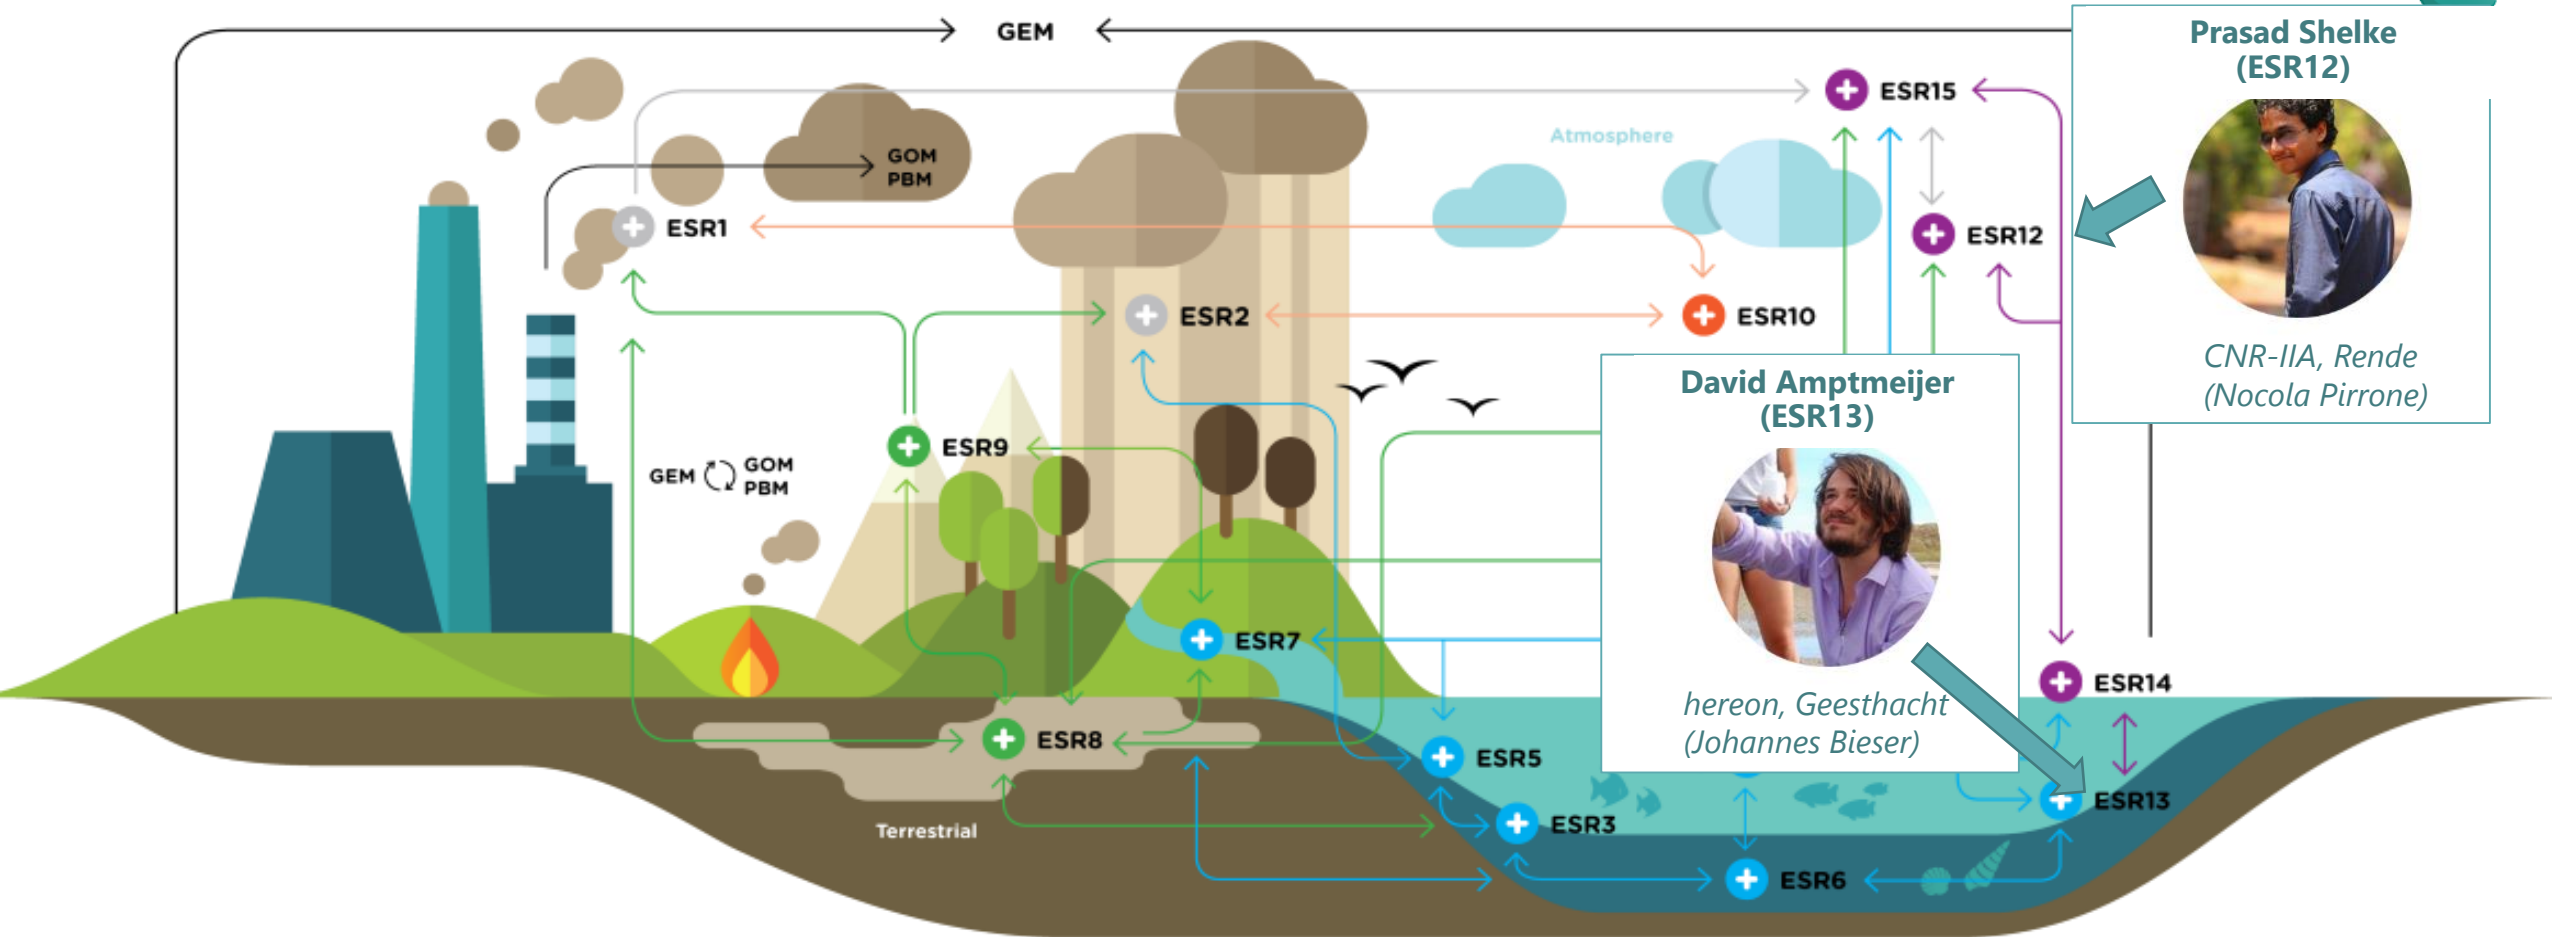 GEM
Prasad Shelke
(ESR12)
ESR15
Atmosphere
GOM
PBM
ESR1
ESR12
ESR2
ESR10
CNR-IIA, Rende
(Nocola Pirrone)
David Amptmeijer
(ESR13)
ESR9
GEM
GOM
PBM
ESR7
ESR14
hereon, Geesthacht
(Johannes Bieser)
ESR8
ESR5
ESR13
ESR3
Terrestrial
ESR6